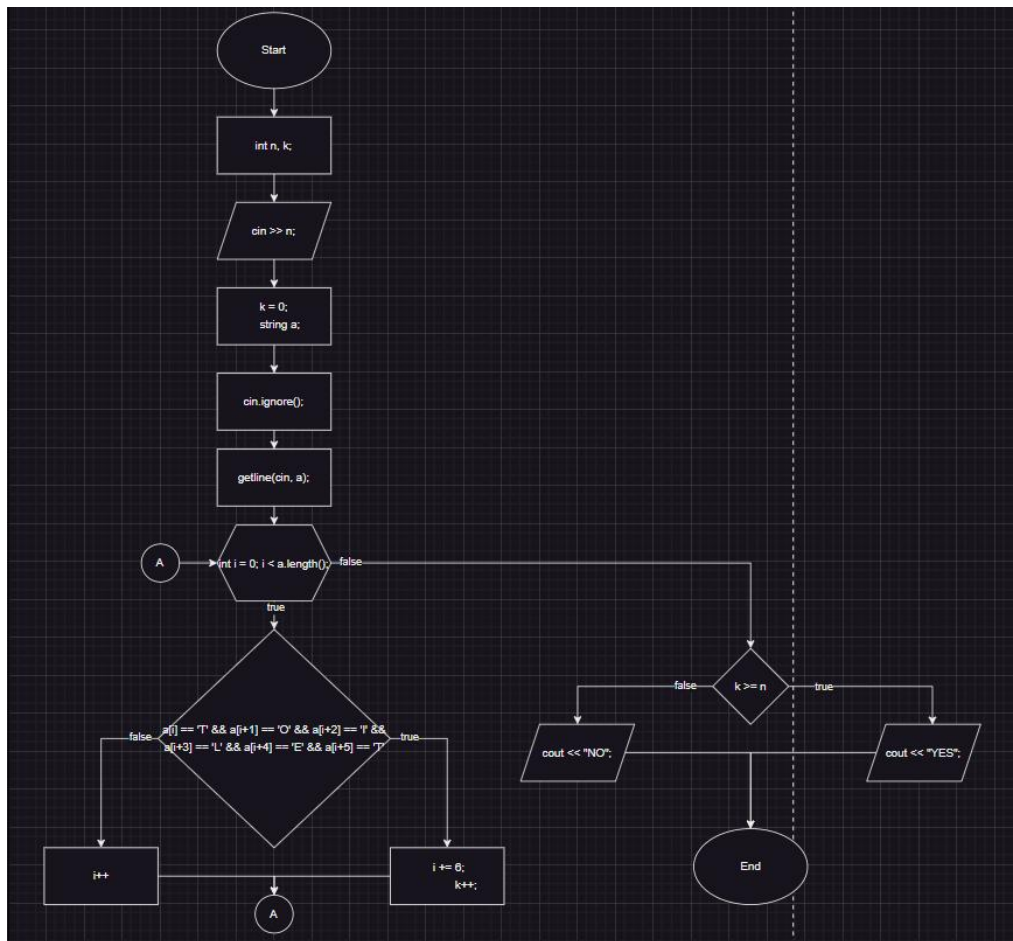 Start
int n, k;
cin >> n;
k = 0;
string a;
cin.ignore();
getline(cin, a);
A
int i = 0; i < a.length();
false
true
a[i] == 'T' && a[i+1] == 'O' && a[i+2] == 'I' &&
a[i+3] == 'L' && a[i+4] == 'E' && a[i+5] == 'T'
false
true
i++
i += 6;
k++;
A
k >= n
false
true
cout << "NO";
cout << "YES";
End